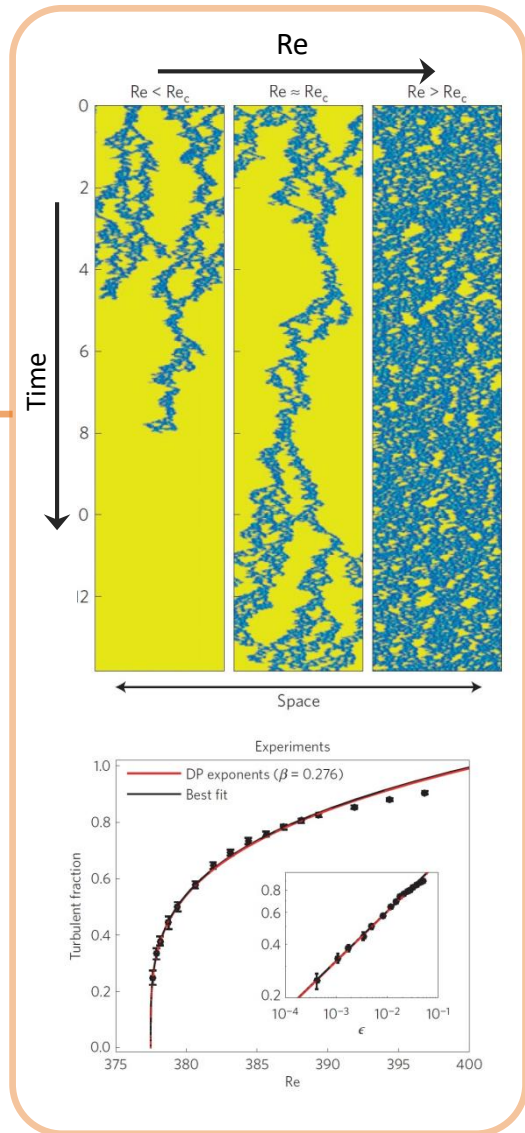 Re
Re < Re_c Re ≈ Re_c Re > Re_c
0
2
4
6
8
0
12
Time
Space
Experiments
1.0
0.8
0.6
0.4
0.2
0.0
Turbulent fraction
DP exponents (β = 0.276)
Best fit
0.8
0.6
0.4
0.2
10⁻⁴ 10⁻³ 10⁻² 10⁻¹
ϵ
375 380 385 390 395 400
Re